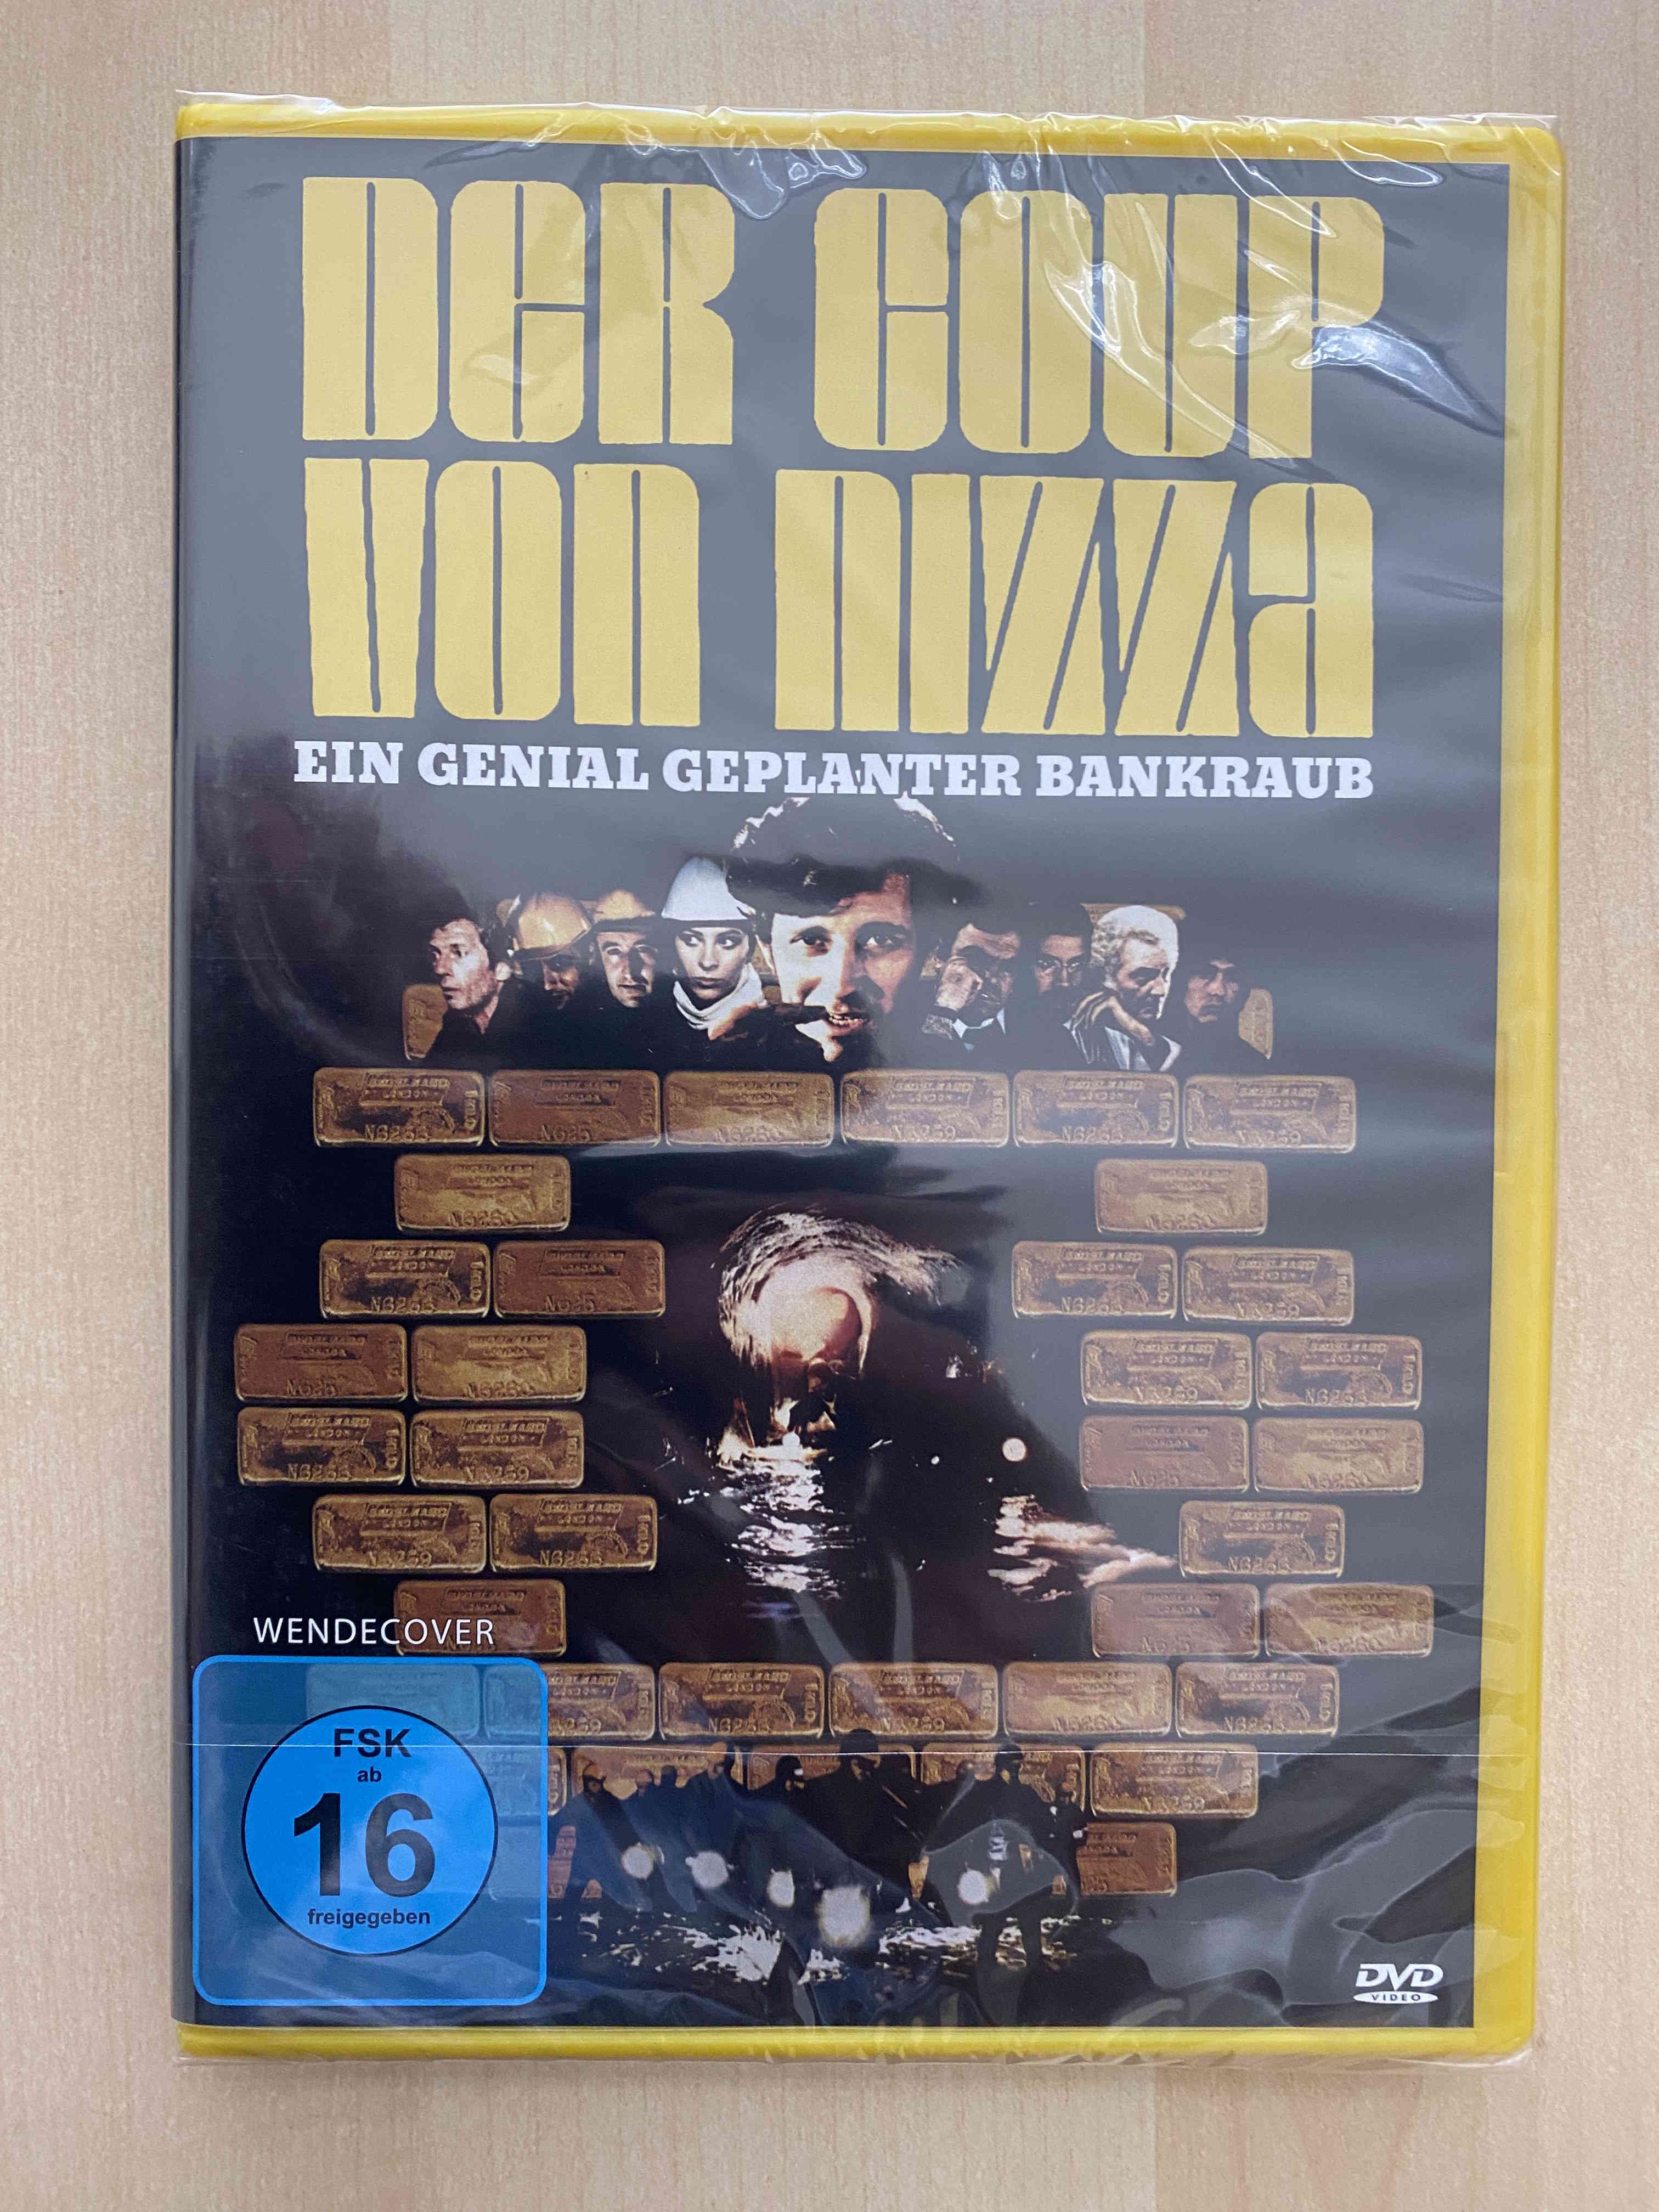 DER COUP
VON NIZZA
EIN GENIAL GEPLANTER BANKRAUB
WENDECOVER
FSK
ab
16
freigegeben
DVD
VIDEO